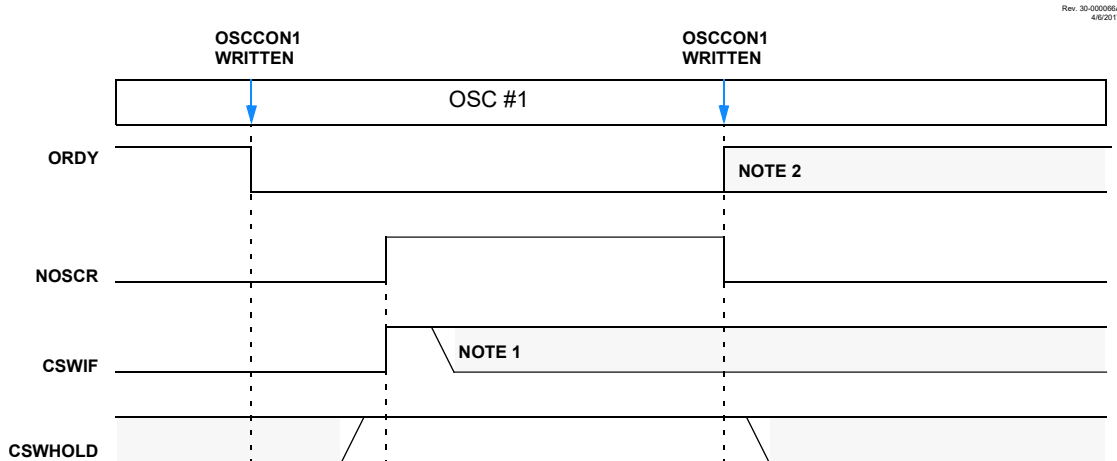 Rev. 30-000066
4/6/201
OSCCON1
WRITTEN
OSCCON1
WRITTEN
OSC #1
ORDY
NOTE 2
NOSCR
CSWIF
NOTE 1
CSWHOLD